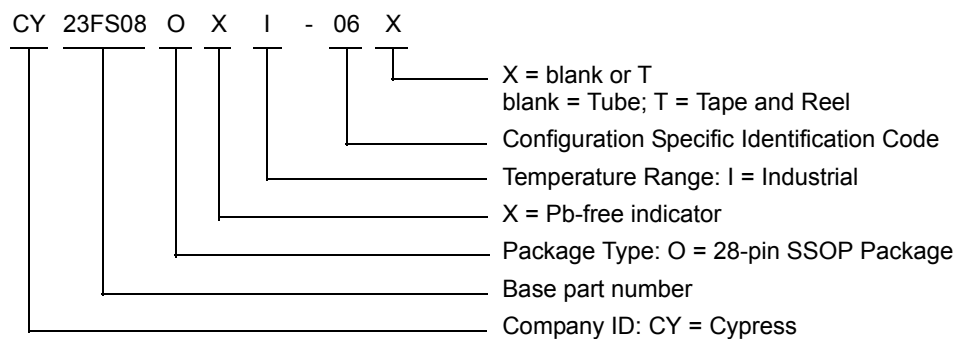 CY 23FS08 O X I - 06 X
X = blank or T
blank = Tube; T = Tape and Reel
Configuration Specific Identification Code
Temperature Range: I = Industrial
X = Pb-free indicator
Package Type: O = 28-pin SSOP Package
Base part number
Company ID: CY = Cypress